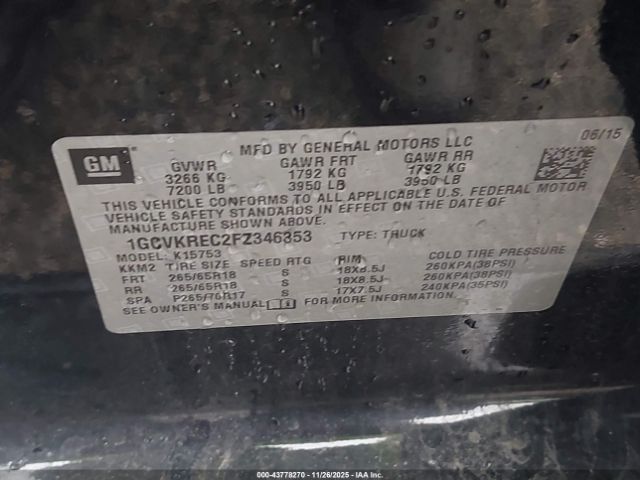 GM
MFD BY GENERAL MOTORS LLC 06/15
GVWR GAWR FRT GAWR RR
3266 KG 1792 KG 1792 KG
7200 LB 3950 LB 3950 LB
THIS VEHICLE CONFORMS TO ALL APPLICABLE U.S. FEDERAL MOTOR
VEHICLE SAFETY STANDARDS IN EFFECT ON THE DATE OF
MANUFACTURE SHOWN ABOVE.
1GCVKREC2FZ346353 TYPE: TRUCK
MODEL: K15753
KKM2 TIRE SIZE SPEED RTG RIM COLD TIRE PRESSURE
FRT 265/65R18 S 18X8.5J 260KPA(38PSI)
RR 265/65R18 S 18X8.5J 260KPA(38PSI)
SPA P265/70R17 S 17X7.5J 240KPA(35PSI)
SEE OWNER'S MANUAL FOR MORE INFORMATION.
000-43778270 - 11/26/2025 - IAAI.COM